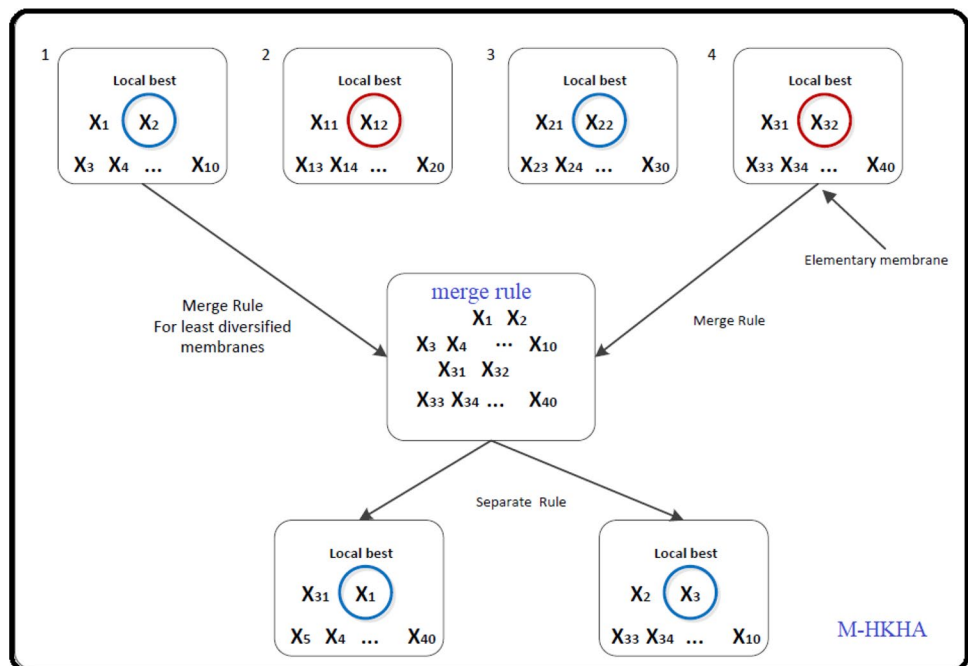 1
Local best
X1 X2
X3 X4 ... X10
2
Local best
X11 X12
X13 X14 ... X20
3
Local best
X21 X22
X23 X24 ... X30
4
Local best
X31 X32
X33 X34 ... X40
Elementary membrane
Merge Rule
For least diversified
membranes
merge rule
X1 X2
X3 X4 ... X10
X31 X32
X33 X34 ... X40
Merge Rule
Separate Rule
Local best
X31 X1
X5 X4 ... X40
Local best
X2 X3
X33 X34 ... X10
M-HKHA